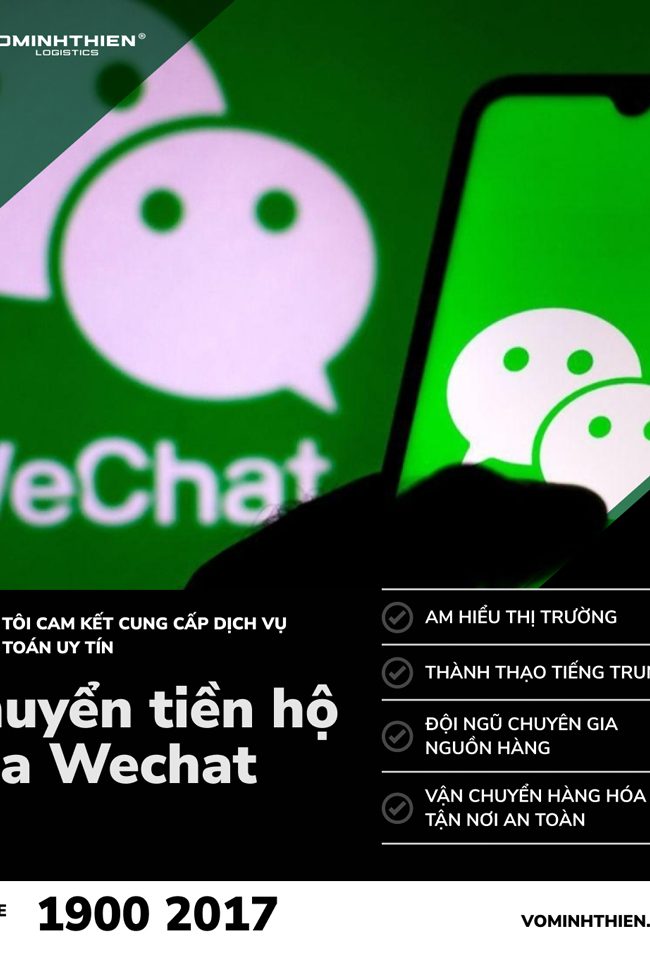 OMINHTHIEN®
LOGISTICS
eChat
TÔI CAM KẾT CUNG CẤP DỊCH VỤ
TOÁN UY TÍN
huyển tiền hộ
a Wechat
AM HIỂU THỊ TRƯỜNG
THÀNH THẠO TIẾNG TRUN
ĐỘI NGŨ CHUYÊN GIA
NGUỒN HÀNG
VẬN CHUYỂN HÀNG HÓA
TẬN NƠI AN TOÀN
E 1900 2017
VOMINHTHIEN.